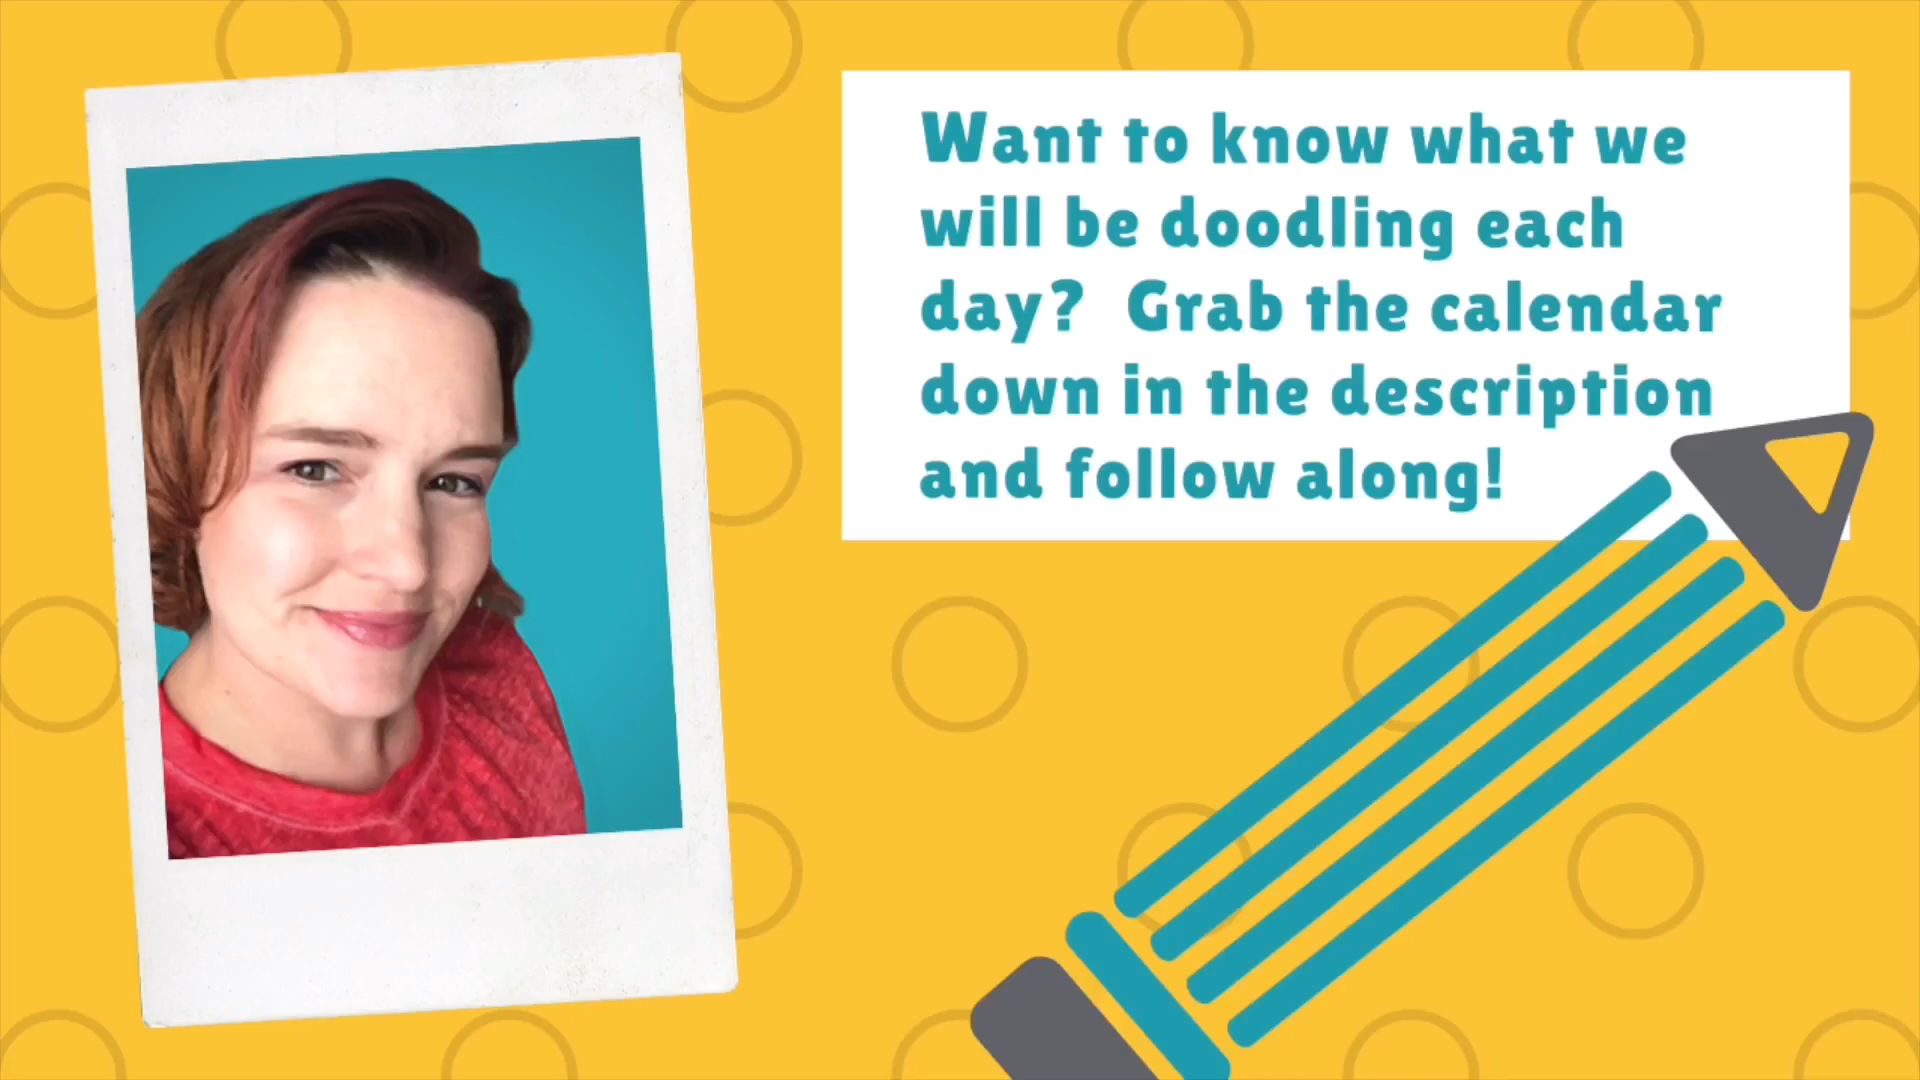 Want to know what we
will be doodling each
day? Grab the calendar
down in the description
and follow along!